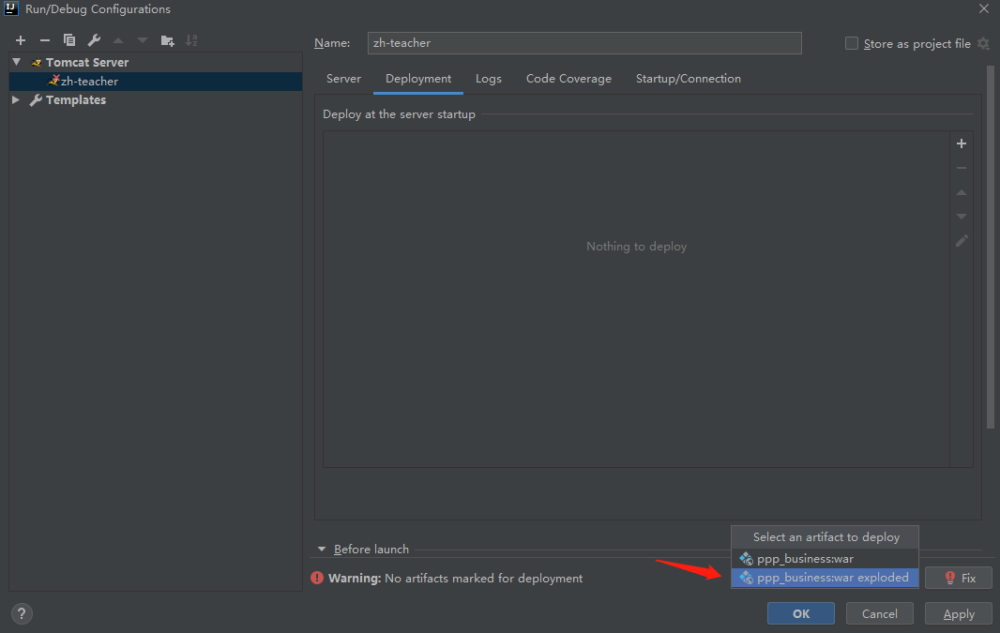 Run/Debug Configurations
Tomcat Server
zh-teacher
Templates
Name:
zh-teacher
Store as project file
Server
Deployment
Logs
Code Coverage
Startup/Connection
Deploy at the server startup
Nothing to deploy
Before launch
Warning: No artifacts marked for deployment
Select an artifact to deploy
ppp_business:war
ppp_business:war exploded
Fix
?
OK
Cancel
Apply